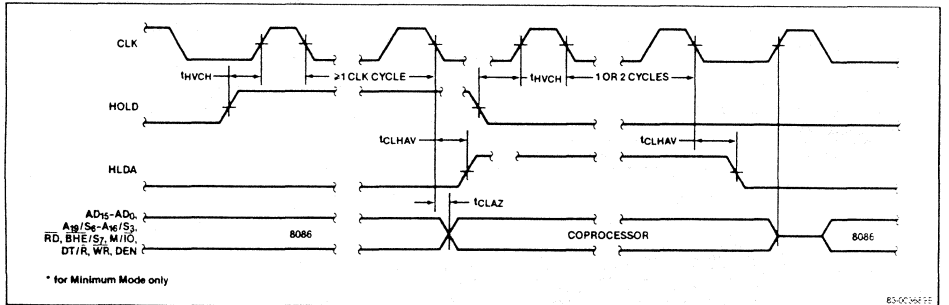 CLK
tHVCH
≥1 CLK CYCLE
tHVCH
1 OR 2 CYCLES
HOLD
tCLHAV
tCLHAV
HLDA
tCLAZ
AD15-AD0,
A19/S6-A16/S3,
RD, BHE/S7, M/IO,
DT/R, WR, DEN
8086
COPROCESSOR
8086
* for Minimum Mode only